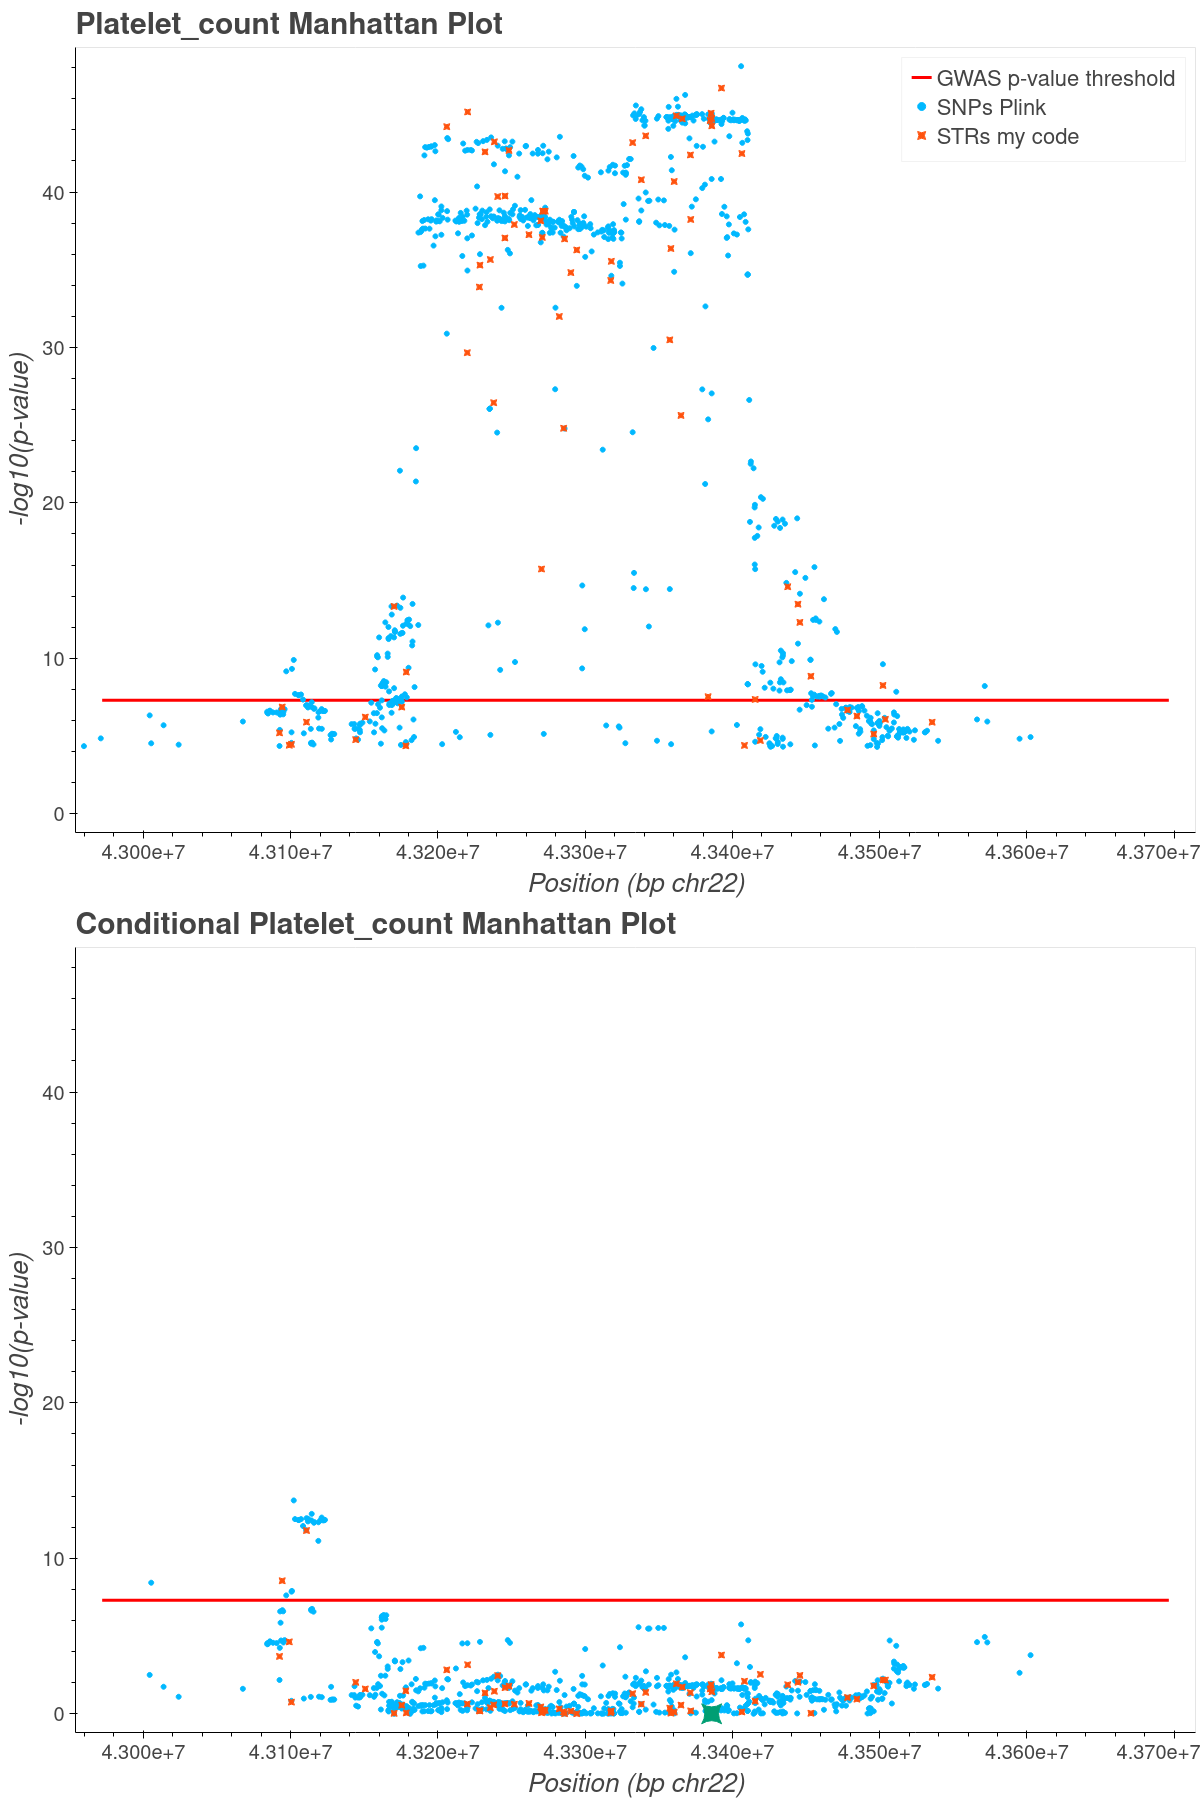 Platelet_count Manhattan Plot
GWAS p-value threshold
SNPs Plink
STRs my code
-log10(p-value)
40
30
20
10
0
4.300e+7 4.310e+7 4.320e+7 4.330e+7 4.340e+7 4.350e+7 4.360e+7 4.370e+7
Position (bp chr22)
Conditional Platelet_count Manhattan Plot
-log10(p-value)
40
30
20
10
0
4.300e+7 4.310e+7 4.320e+7 4.330e+7 4.340e+7 4.350e+7 4.360e+7 4.370e+7
Position (bp chr22)